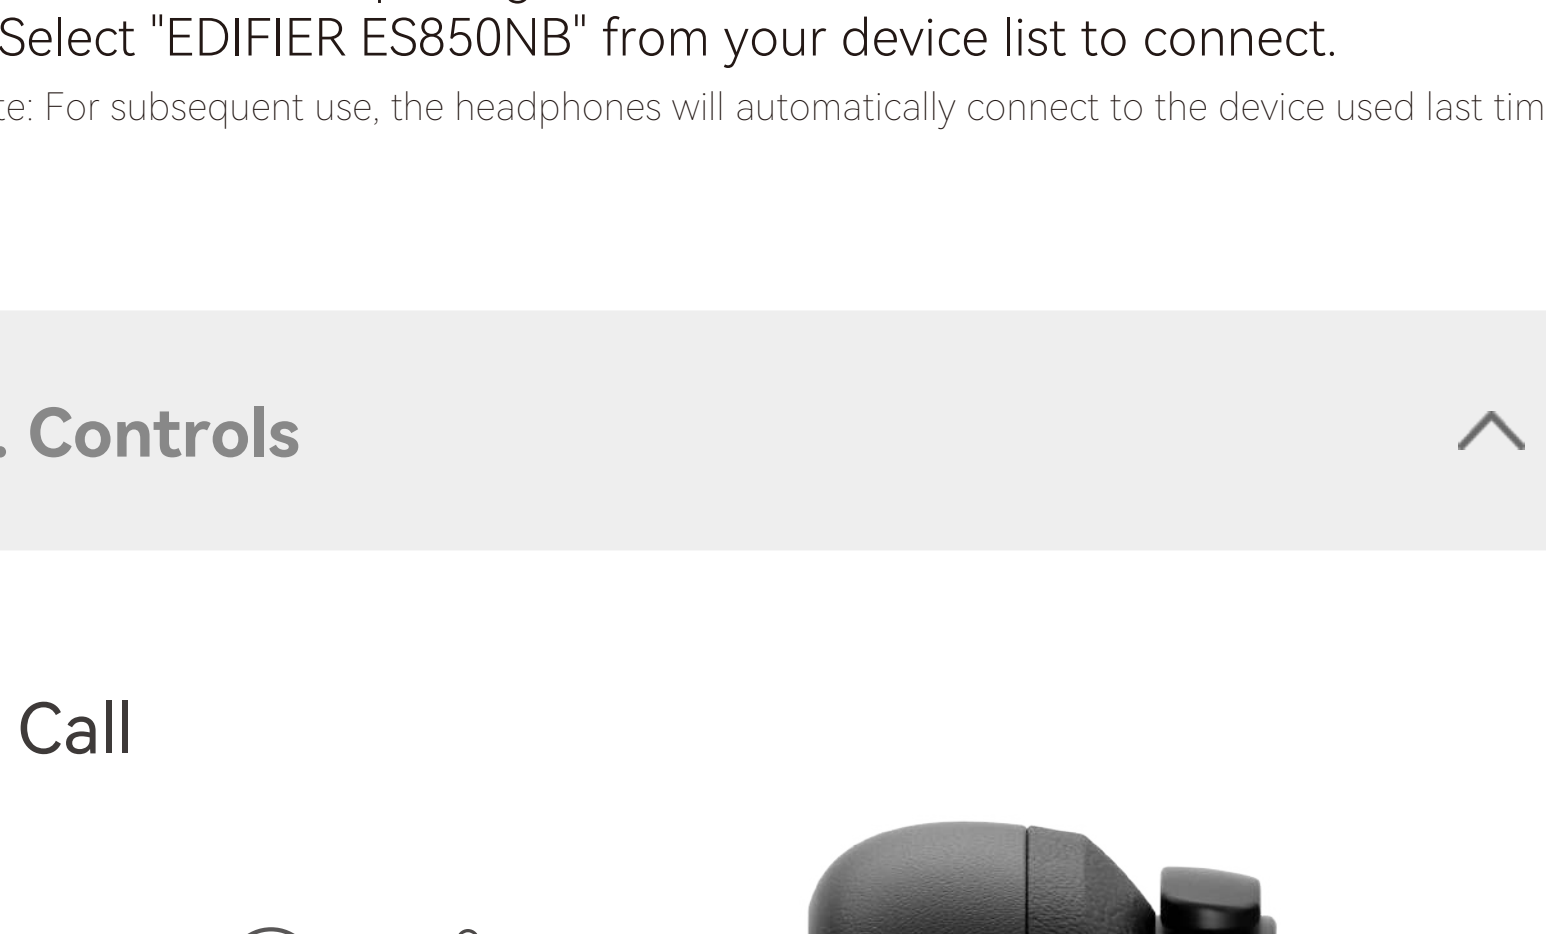 Select "EDIFIER ES850NB" from your device list to connect.
te: For subsequent use, the headphones will automatically connect to the device used last tim
. Controls
Call